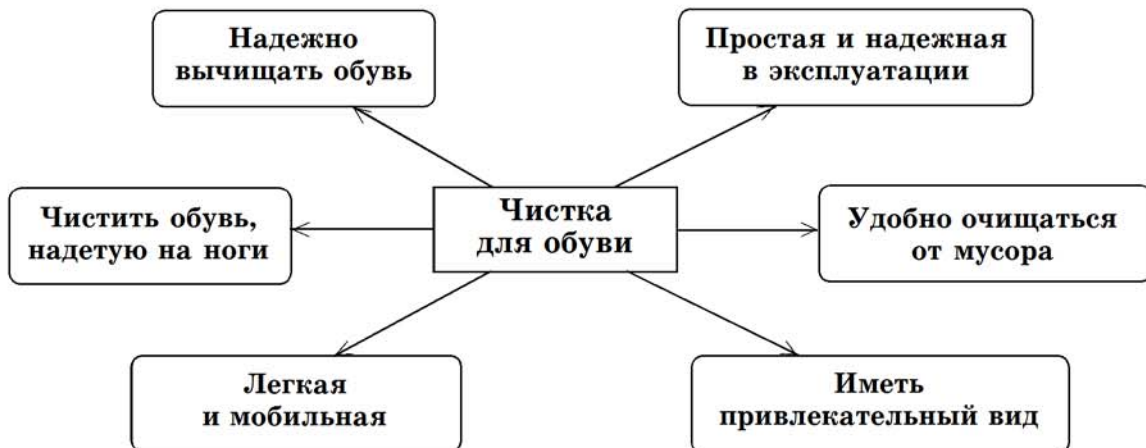 Надежно
вычищать обувь
Простая и надежная
в эксплуатации
Чистить обувь,
надетую на ноги
Чистка
для обуви
Удобно очищаться
от мусора
Легкая
и мобильная
Иметь
привлекательный вид